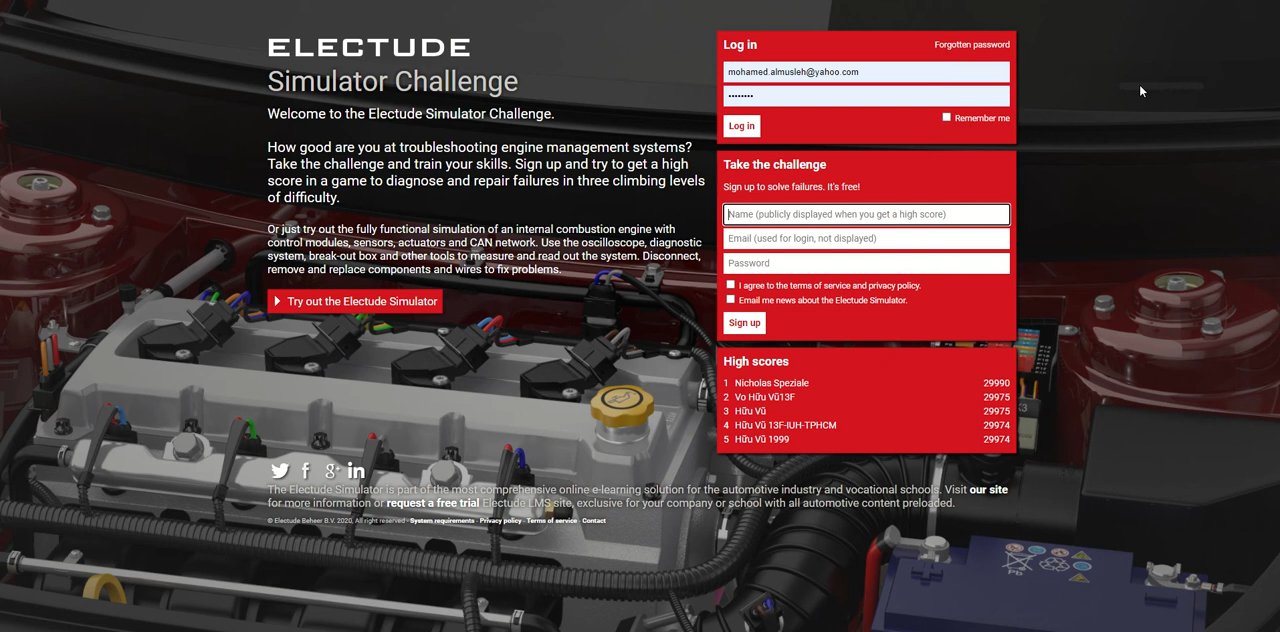 ELECTUDE
Simulator Challenge
Welcome to the Electude Simulator Challenge.
How good are you at troubleshooting engine management systems?
Take the challenge and train your skills. Sign up and try to get a high
score in a game to diagnose and repair failures in three climbing levels
of difficulty.
Or just try out the fully functional simulation of an internal combustion engine with
control modules, sensors, actuators and CAN network. Use the oscilloscope, diagnostic
system, break-out box and other tools to measure and read out the system. Disconnect,
remove and replace components and wires to fix problems.
Try out the Electude Simulator
Log in
Forgotten password
mohamed.almusleh@yahoo.com
••••••••
Log in
Remember me
Take the challenge
Sign up to solve failures. It's free!
Name (publicly displayed when you get a high score)
Email (used for login, not displayed)
Password
I agree to the terms of service and privacy policy.
Email me news about the Electude Simulator.
Sign up
High scores
1 Nicholas Speziale 29990
2 Vo Hữu Vũ13F 29975
3 Hữu Vũ 29975
4 Hữu Vũ 13F-IUH-TPHCM 29974
5 Hữu Vũ 1999 29974
The Electude Simulator is part of the most comprehensive online e-learning solution for the automotive industry and vocational schools. Visit our site
for more information or request a free trial Electude LMS site, exclusive for your company or school with all automotive content preloaded.
© Electude Beheer B.V. 2020, All right reserved - System requirements - Privacy policy - Terms of service - Contact
Pb